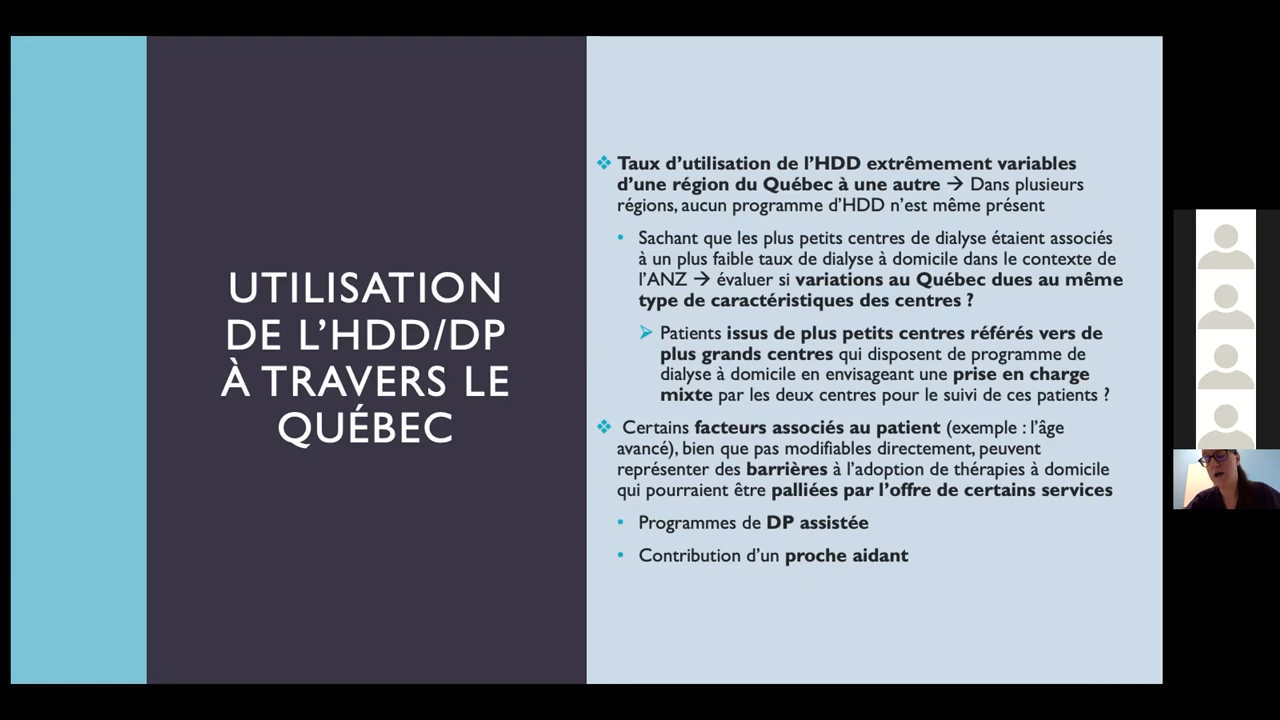 UTILISATION
DE L'HDD/DP
À TRAVERS LE
QUÉBEC
❖ Taux d'utilisation de l'HDD extrêmement variables
d'une région du Québec à une autre → Dans plusieurs
régions, aucun programme d'HDD n'est même présent
• Sachant que les plus petits centres de dialyse étaient associés
à un plus faible taux de dialyse à domicile dans le contexte de
l'ANZ → évaluer si variations au Québec dues au même
type de caractéristiques des centres ?
➢ Patients issus de plus petits centres référés vers de
plus grands centres qui disposent de programme de
dialyse à domicile en envisageant une prise en charge
mixte par les deux centres pour le suivi de ces patients ?
❖ Certains facteurs associés au patient (exemple : l'âge
avancé), bien que pas modifiables directement, peuvent
représenter des barrières à l'adoption de thérapies à domicile
qui pourraient être palliées par l'offre de certains services
• Programmes de DP assistée
• Contribution d'un proche aidant